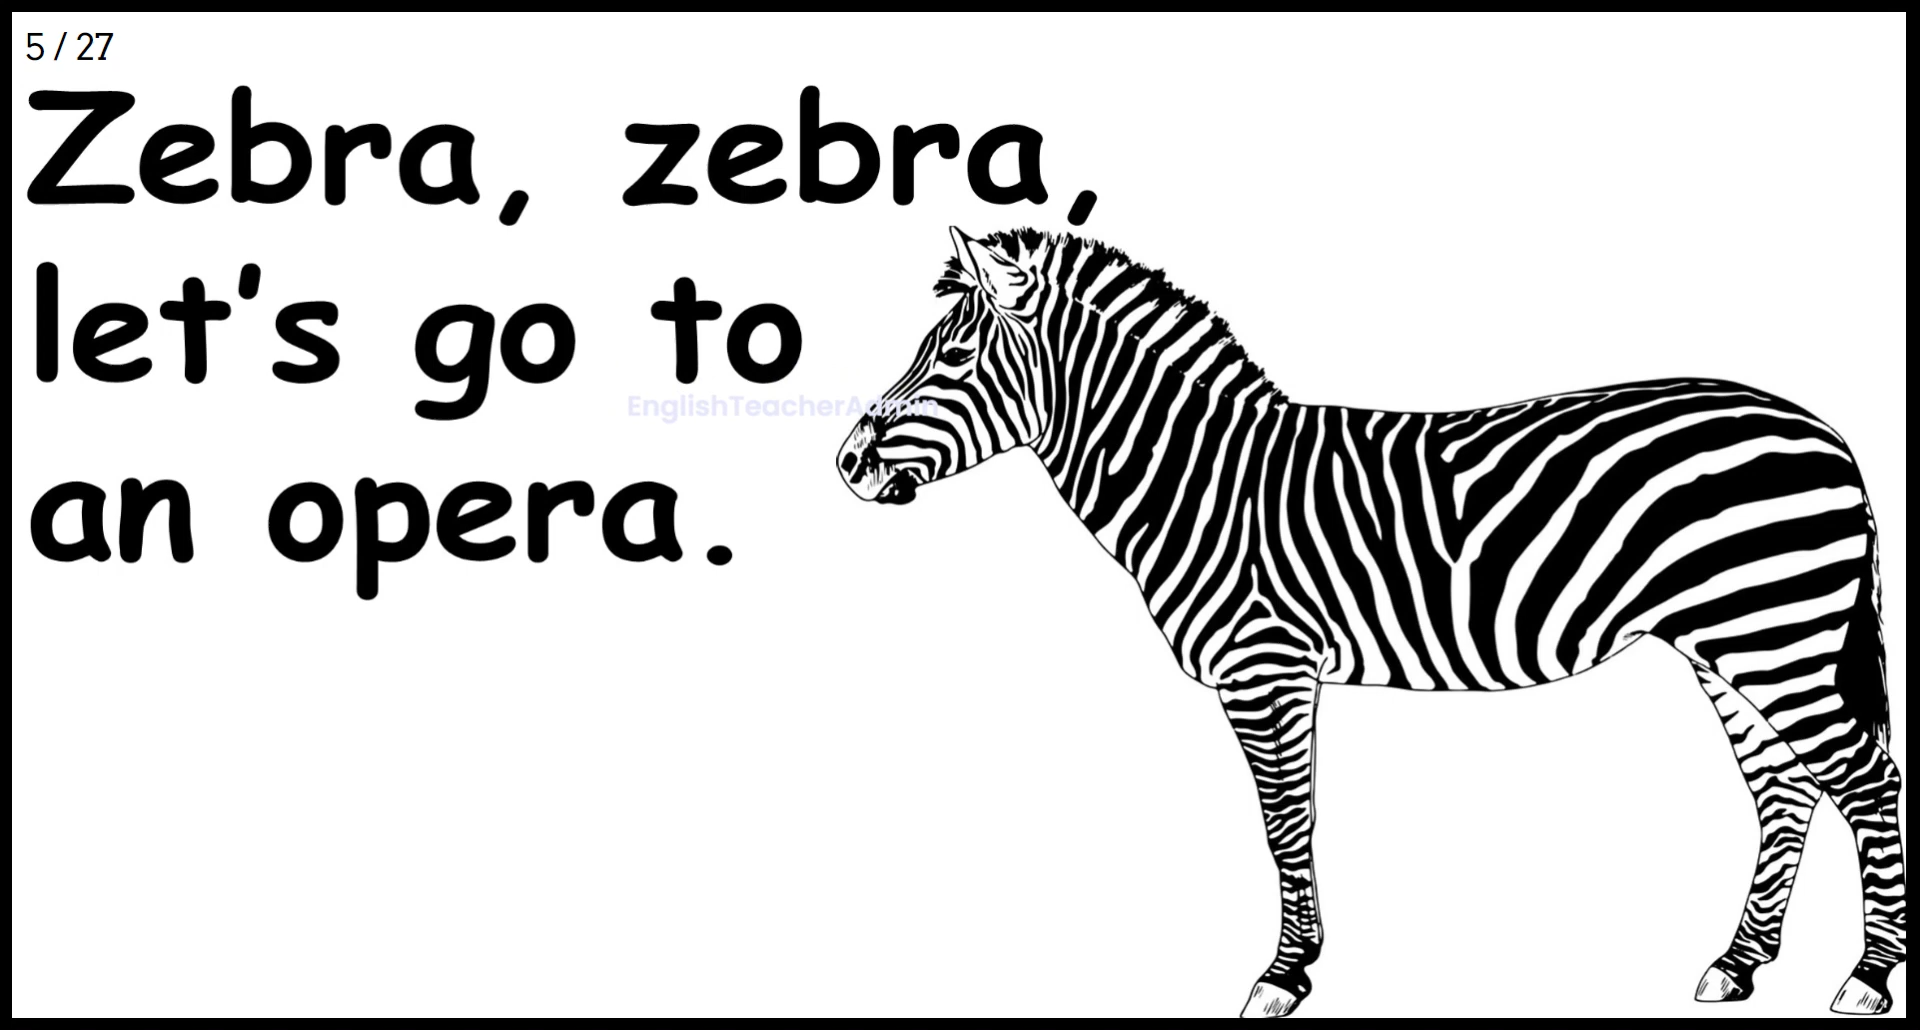 5 / 27
Zebra, zebra,
let's go to
EnglishTeacherAdmin
an opera.